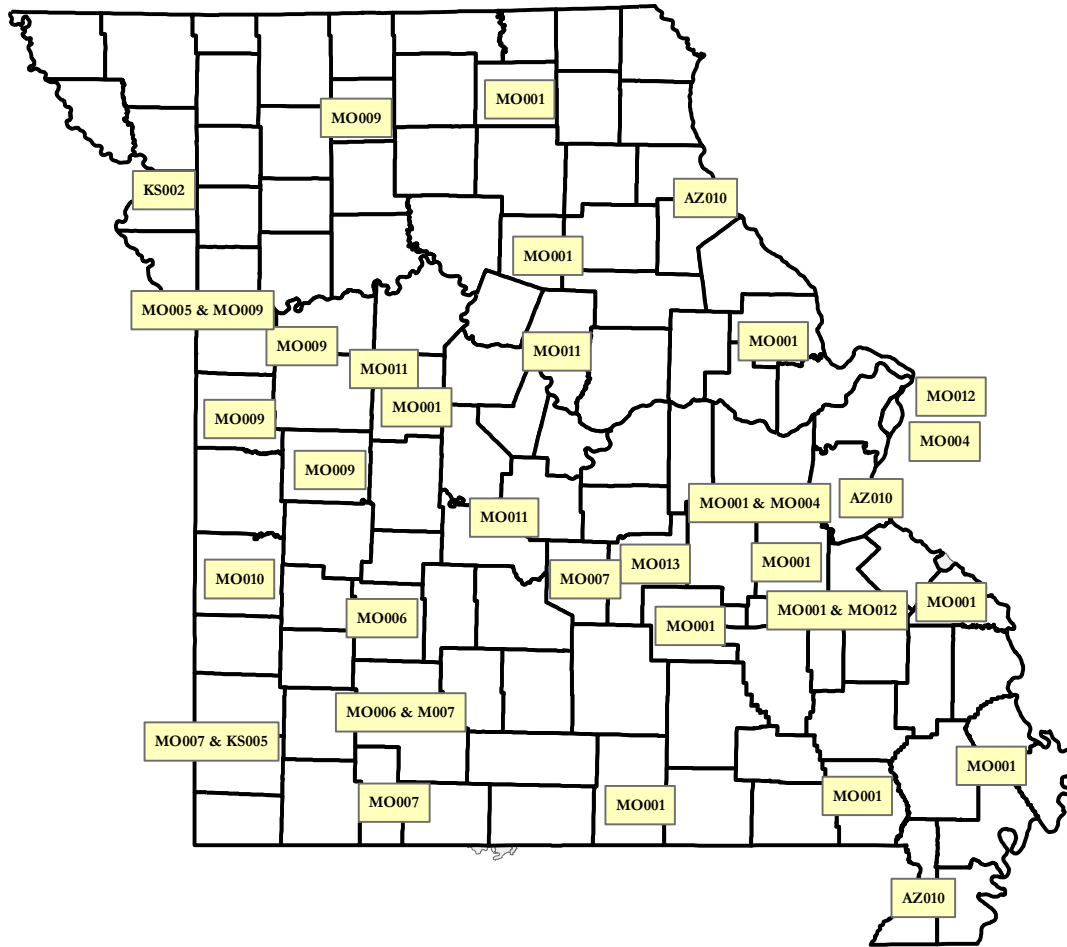 MO001
MO009
KS002
AZ010
MO001
MO005 & MO009
MO009
MO001
MO011
MO011
MO012
MO001
MO009
MO004
MO009
AZ010
MO001 & MO004
MO011
MO001
MO013
MO010
MO007
MO001
MO001 & MO012
MO006
MO001
MO006 & M007
MO007 & KS005
MO001
MO001
MO007
MO001
AZ010